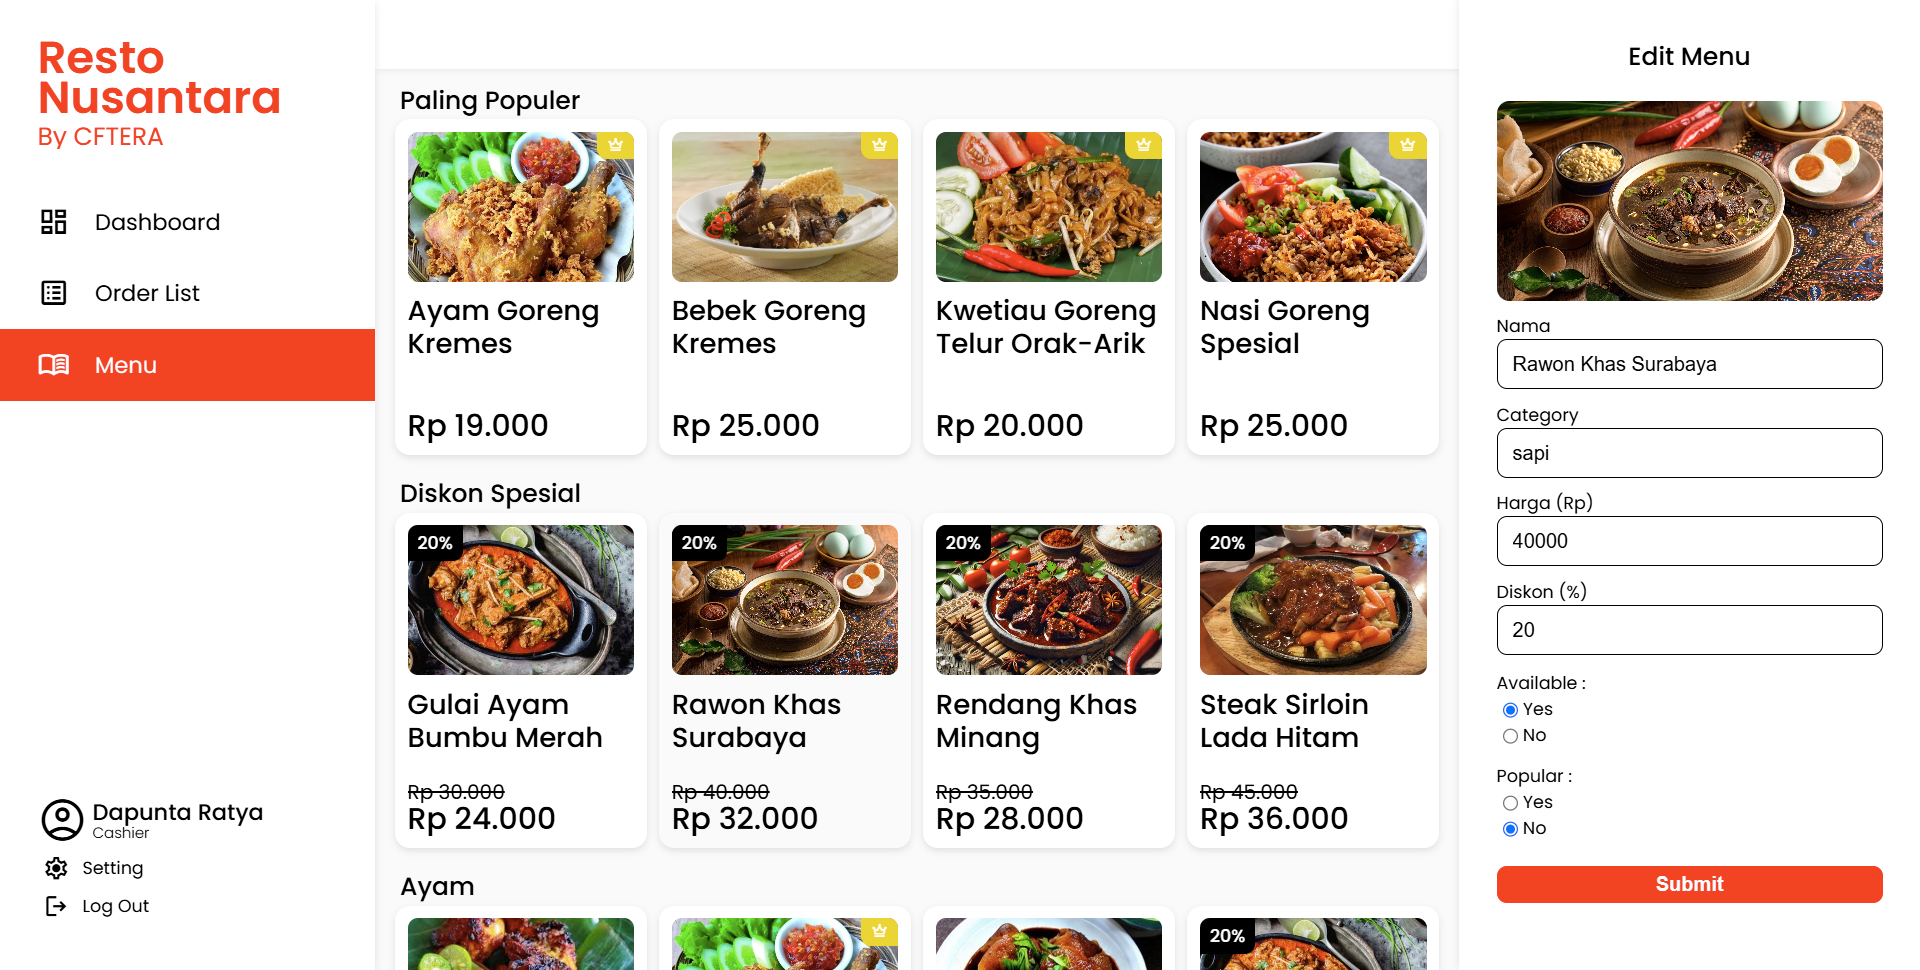 Resto
Nusantara
By CFTERA
Dashboard
Order List
Menu
Dapunta Ratya
Cashier
Setting
Log Out
Paling Populer
Ayam Goreng
Kremes
Rp 19.000
Bebek Goreng
Kremes
Rp 25.000
Kwetiau Goreng
Telur Orak-Arik
Rp 20.000
Nasi Goreng
Spesial
Rp 25.000
Diskon Spesial
20%
Gulai Ayam
Bumbu Merah
Rp 30.000
Rp 24.000
20%
Rawon Khas
Surabaya
Rp 40.000
Rp 32.000
20%
Rendang Khas
Minang
Rp 35.000
Rp 28.000
20%
Steak Sirloin
Lada Hitam
Rp 45.000
Rp 36.000
Ayam
20%
Edit Menu
Nama
Rawon Khas Surabaya
Category
sapi
Harga (Rp)
40000
Diskon (%)
20
Available :
Yes
No
Popular :
Yes
No
Submit